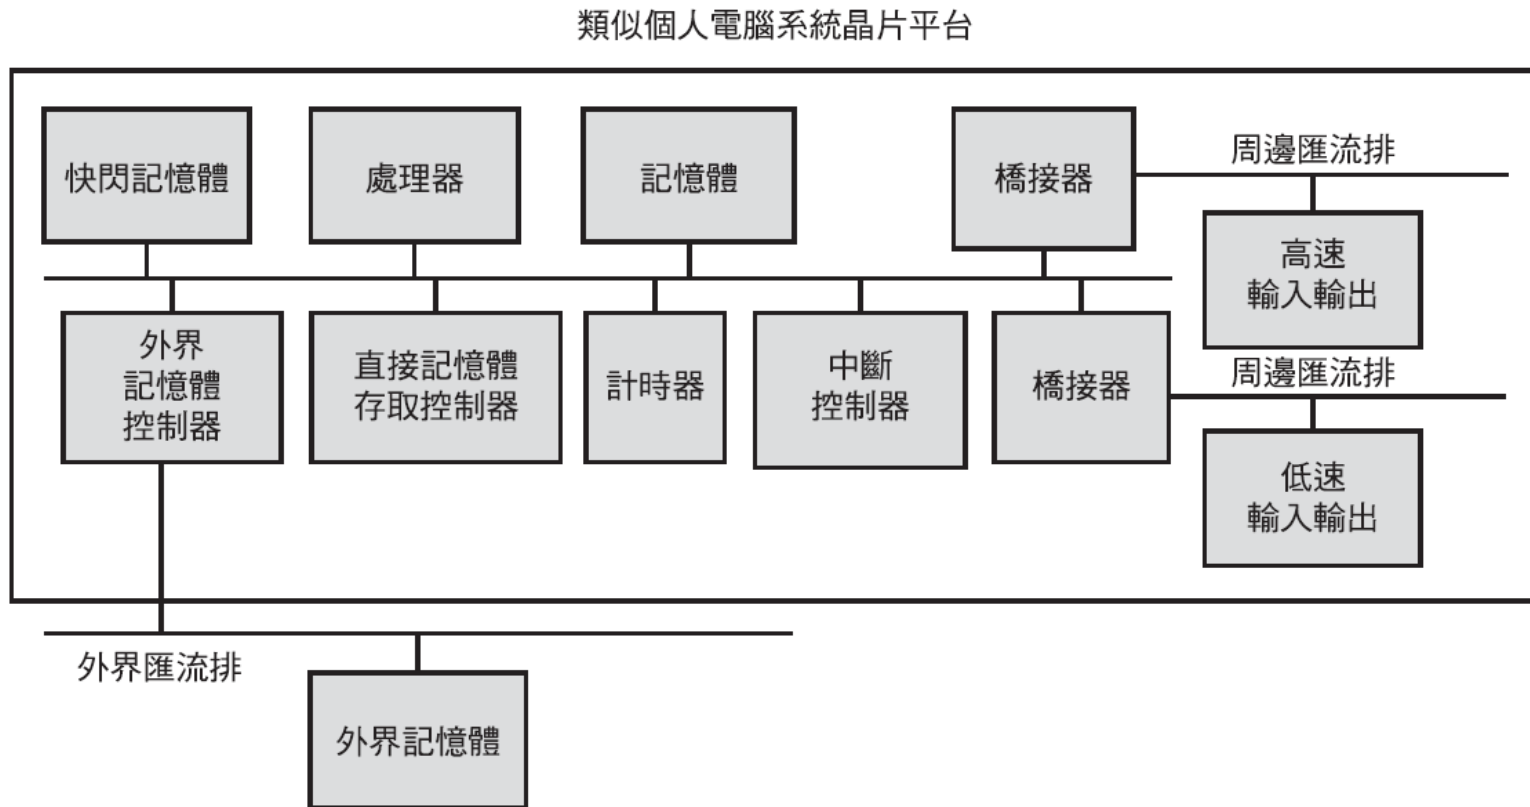 類似個人電腦系統晶片平台
快閃記憶體
處理器
記憶體
橋接器
周邊匯流排
高速
輸入輸出
外界
記憶體
控制器
直接記憶體
存取控制器
計時器
中斷
控制器
橋接器
周邊匯流排
低速
輸入輸出
外界匯流排
外界記憶體